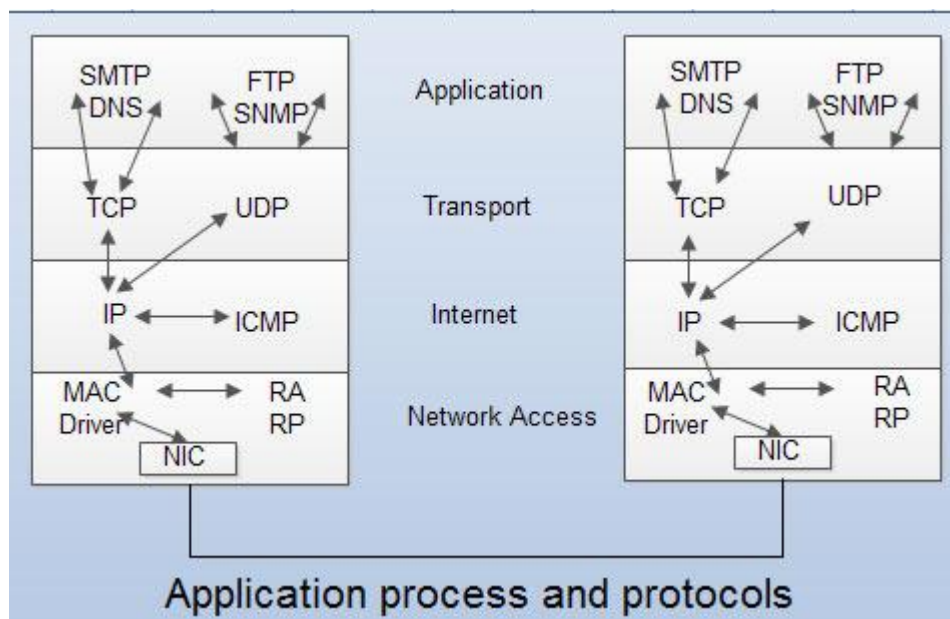 SMTP
DNS
FTP
SNMP
TCP
UDP
IP
ICMP
MAC
Driver
RA
RP
NIC
Application
Transport
Internet
Network Access
SMTP
DNS
FTP
SNMP
TCP
UDP
IP
ICMP
MAC
Driver
RA
RP
NIC
Application process and protocols